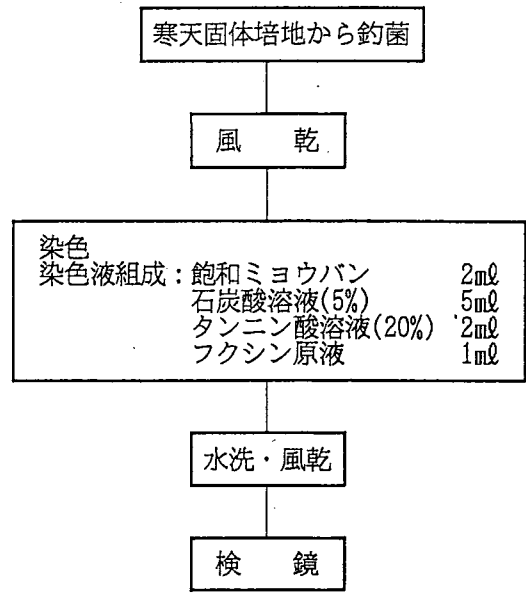 寒天固体培地から釣菌
風　乾
染色
染色液組成：飽和ミョウバン　2mℓ
石炭酸溶液(5%)　5mℓ
タンニン酸溶液(20%)　2mℓ
フクシン原液　1mℓ
水洗・風乾
検　鏡